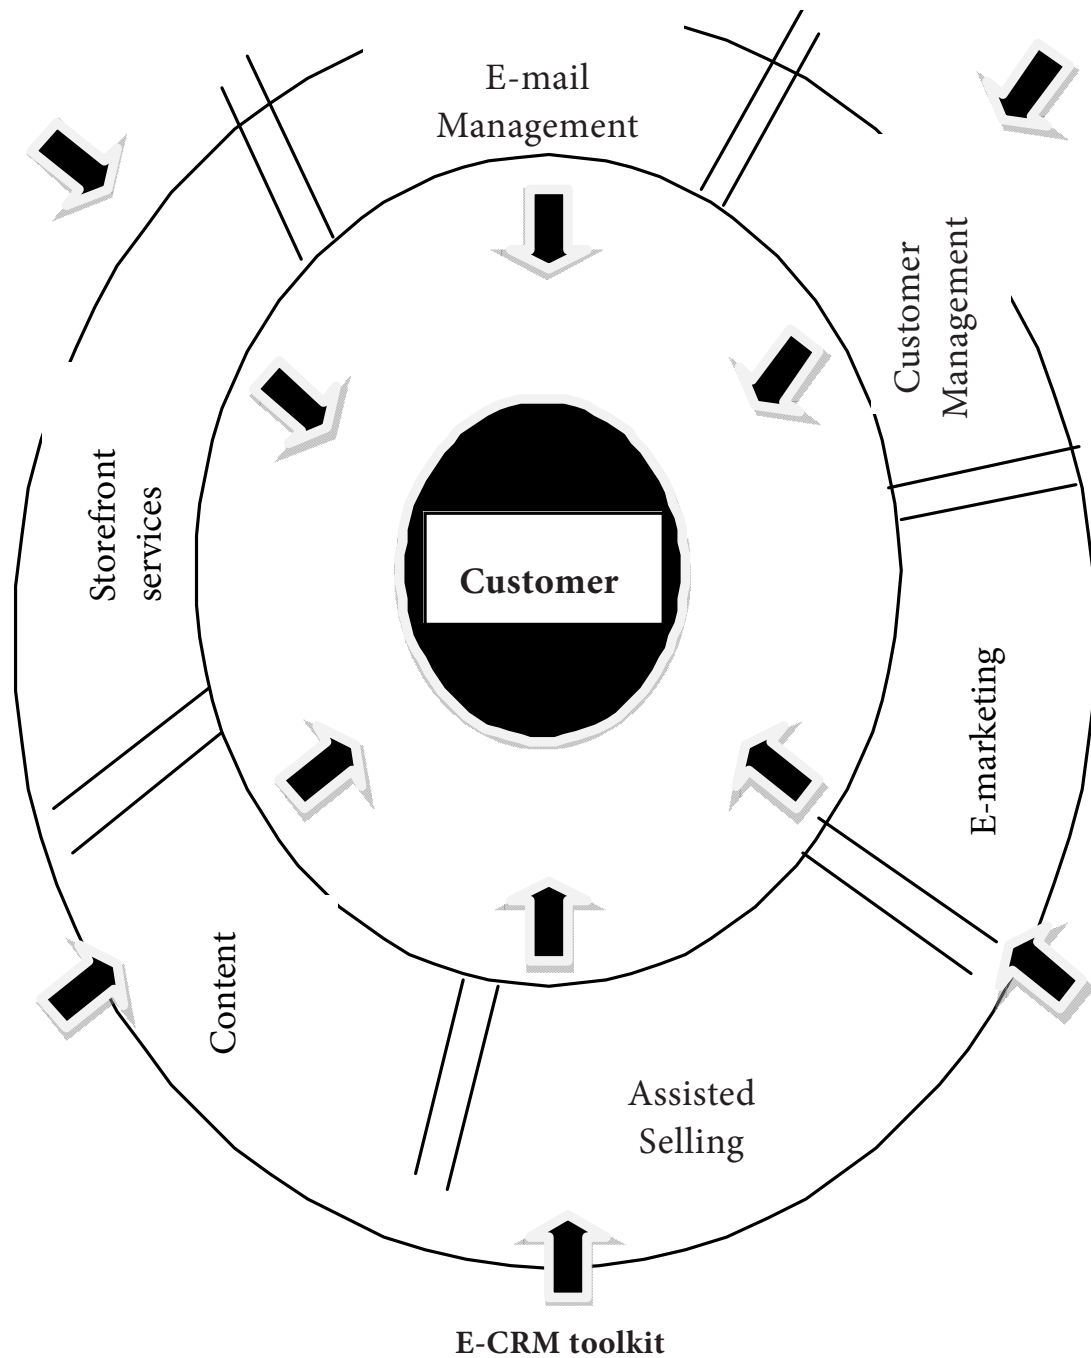 E-mail
Management
Customer
Management
Storefront
services
Customer
E-marketing
Content
Assisted
Selling
E-CRM toolkit